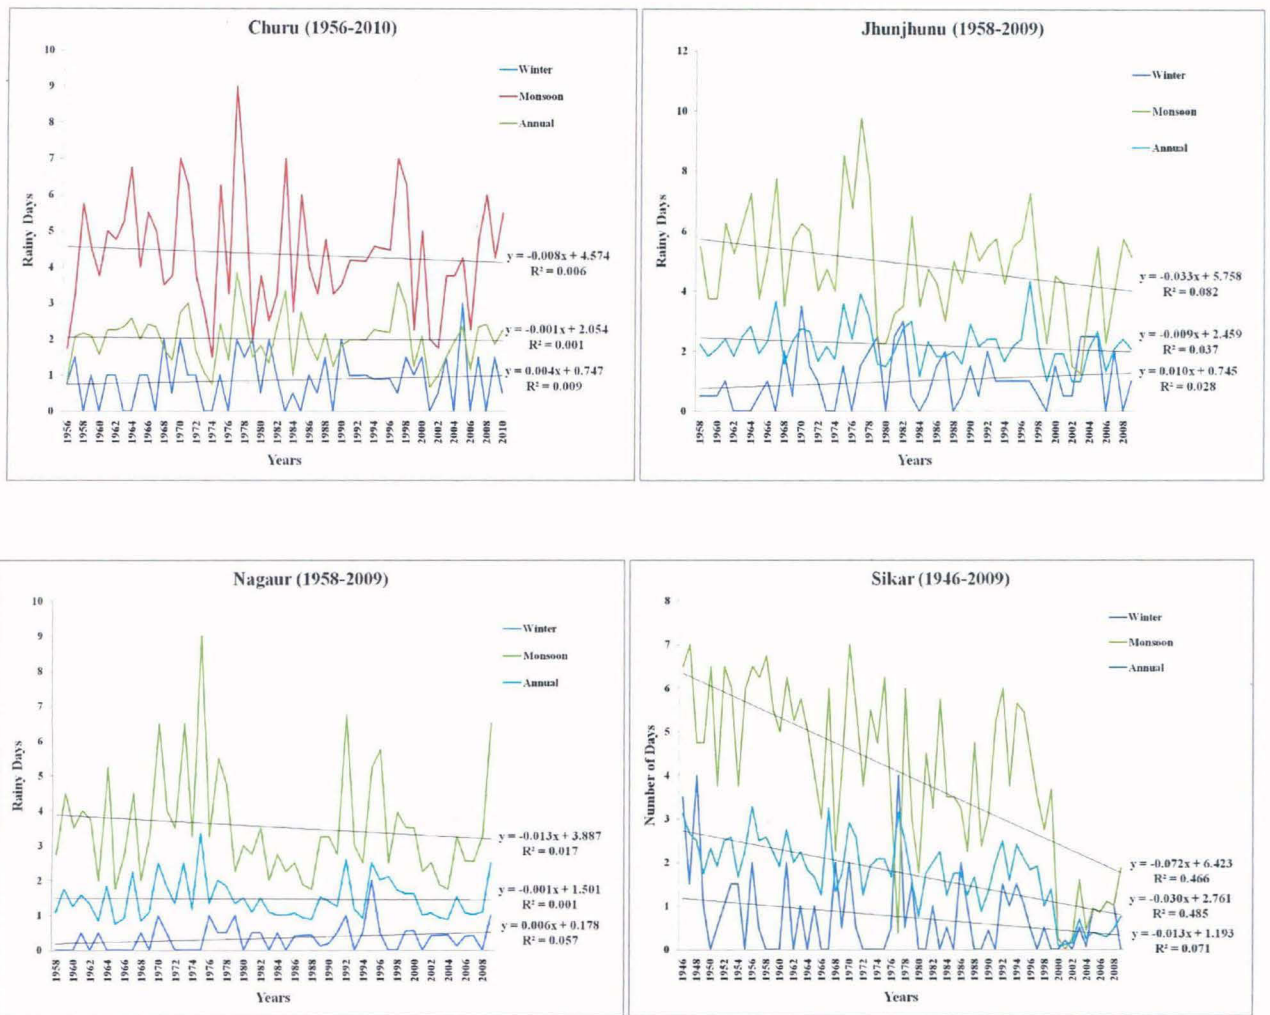 Churu (1956-2010)
10
9
8
7
6
5
4
3
2
1
0
Rainy Days
Winter
Monsoon
Annual
y = -0.008x + 4.574
R² = 0.006
y = -0.001x + 2.054
R² = 0.001
y = 0.004x + 0.747
R² = 0.009
1956 1958 1960 1962 1964 1966 1968 1970 1972 1974 1976 1978 1980 1982 1984 1986 1988 1990 1992 1994 1996 1998 2000 2002 2004 2006 2008 2010
Years
Jhunjhunu (1958-2009)
12
10
8
6
4
2
0
Rainy Days
Winter
Monsoon
Annual
y = -0.033x + 5.758
R² = 0.082
y = -0.009x + 2.459
R² = 0.037
y = 0.010x + 0.745
R² = 0.028
1958 1960 1962 1964 1966 1968 1970 1972 1974 1976 1978 1980 1982 1984 1986 1988 1990 1992 1994 1996 1998 2000 2002 2004 2006 2008
Years
Nagaur (1958-2009)
10
9
8
7
6
5
4
3
2
1
0
Rainy Days
Winter
Monsoon
Annual
y = -0.013x + 3.887
R² = 0.017
y = -0.001x + 1.501
R² = 0.001
y = 0.006x + 0.178
R² = 0.057
1958 1960 1962 1964 1966 1968 1970 1972 1974 1976 1978 1980 1982 1984 1986 1988 1990 1992 1994 1996 1998 2000 2002 2004 2006 2008
Years
Sikar (1946-2009)
8
7
6
5
4
3
2
1
0
Number of Days
Winter
Monsoon
Annual
y = -0.072x + 6.423
R² = 0.466
y = -0.030x + 2.761
R² = 0.485
y = -0.013x + 1.193
R² = 0.071
1946 1948 1950 1952 1954 1956 1958 1960 1962 1964 1966 1968 1970 1972 1974 1976 1978 1980 1982 1984 1986 1988 1990 1992 1994 1996 1998 2000 2002 2004 2006 2008
Years